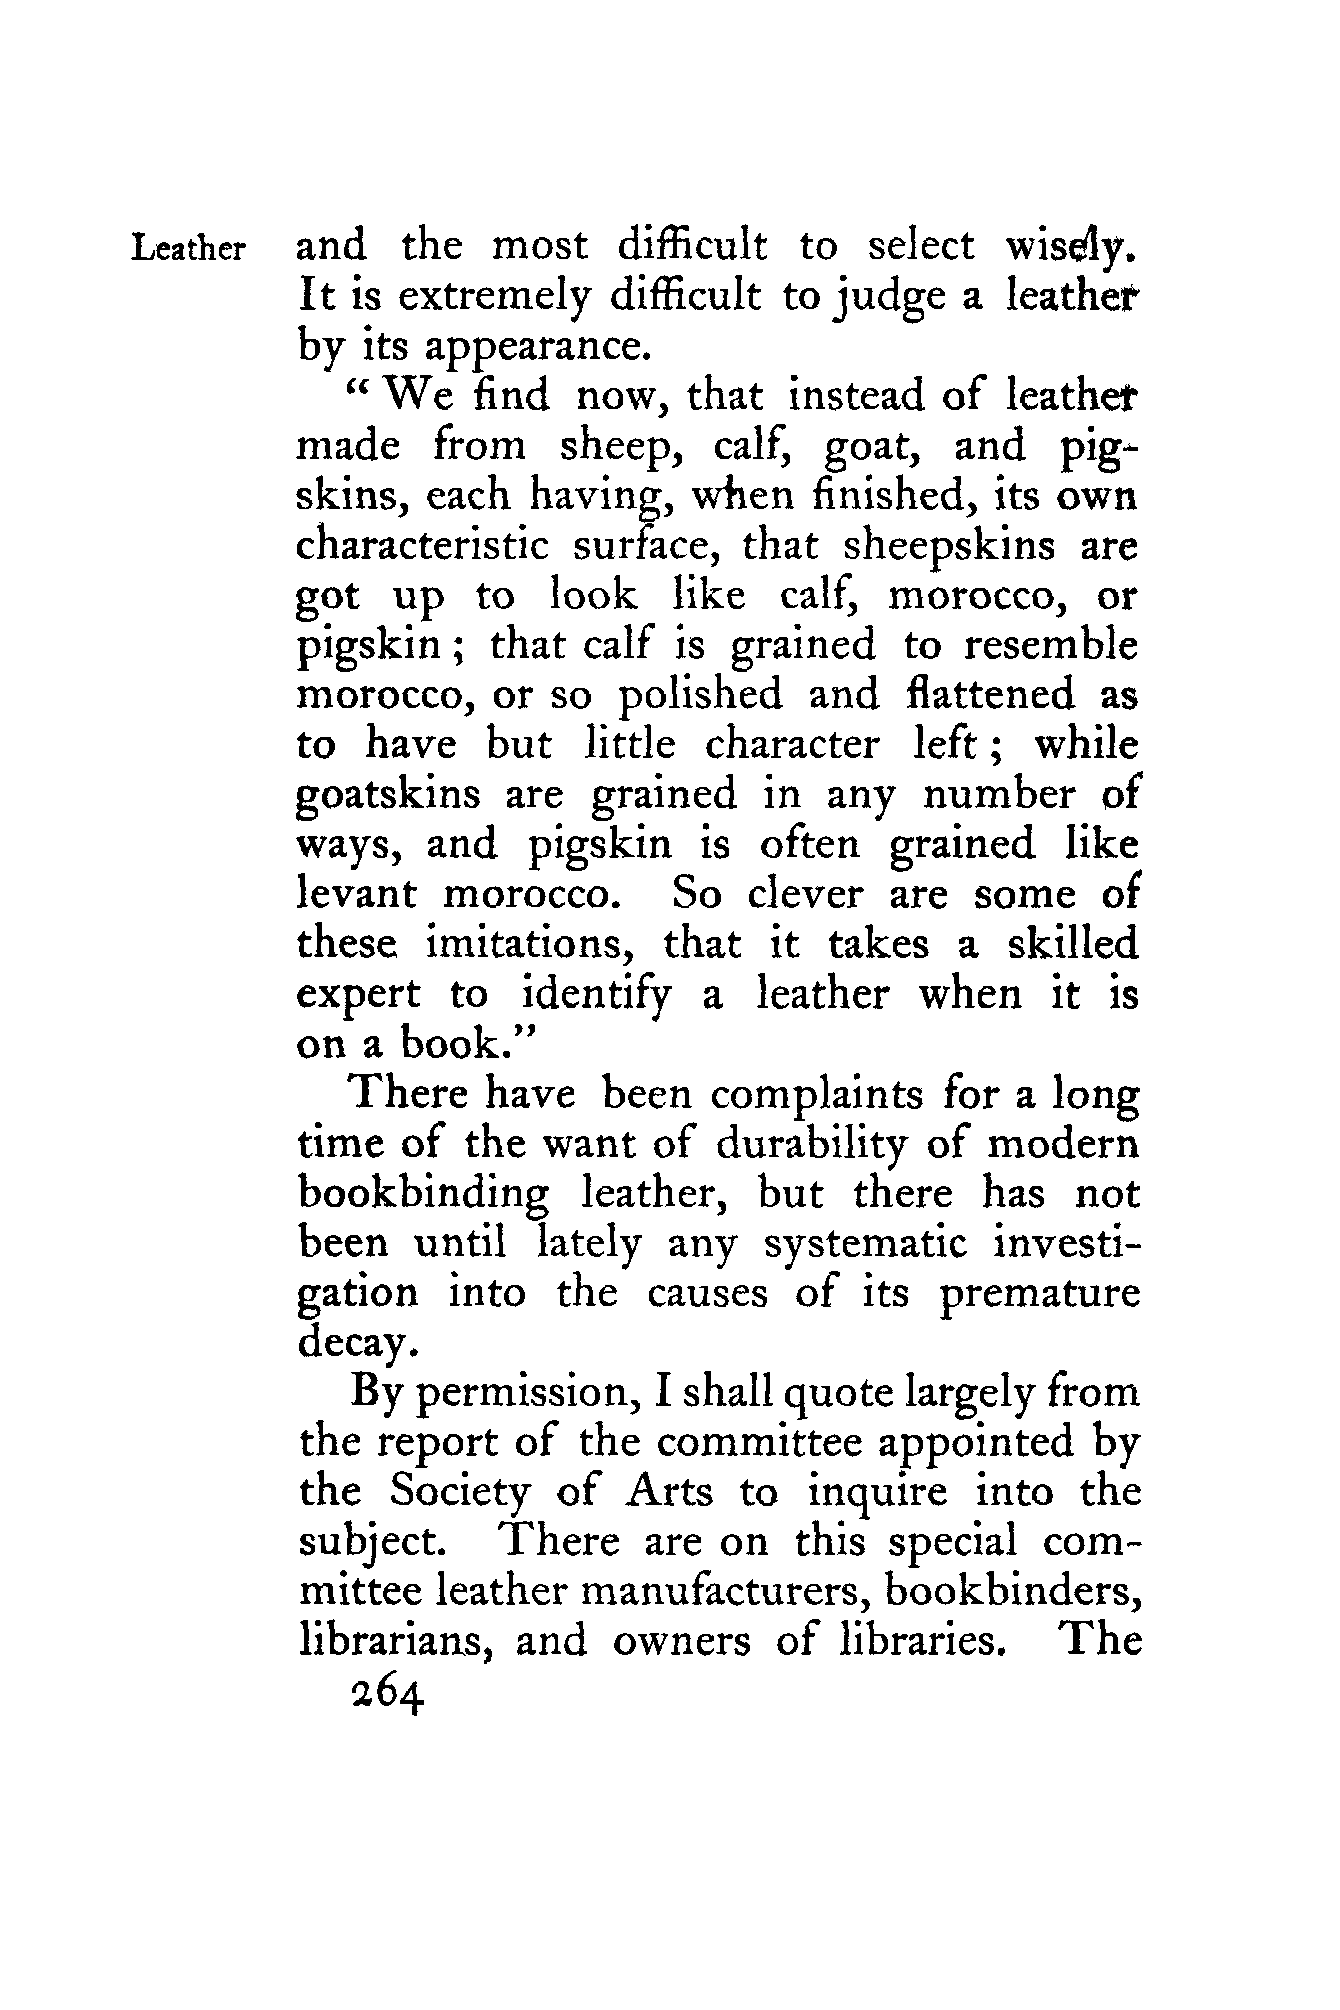 Leather
and the most difficult to select wisely.
It is extremely difficult to judge a leather
by its appearance.
“ We find now, that instead of leather
made from sheep, calf, goat, and pig-
skins, each having, when finished, its own
characteristic surface, that sheepskins are
got up to look like calf, morocco, or
pigskin ; that calf is grained to resemble
morocco, or so polished and flattened as
to have but little character left ; while
goatskins are grained in any number of
ways, and pigskin is often grained like
levant morocco. So clever are some of
these imitations, that it takes a skilled
expert to identify a leather when it is
on a book.”
There have been complaints for a long
time of the want of durability of modern
bookbinding leather, but there has not
been until lately any systematic investi-
gation into the causes of its premature
decay.
By permission, I shall quote largely from
the report of the committee appointed by
the Society of Arts to inquire into the
subject. There are on this special com-
mittee leather manufacturers, bookbinders,
librarians, and owners of libraries. The
264